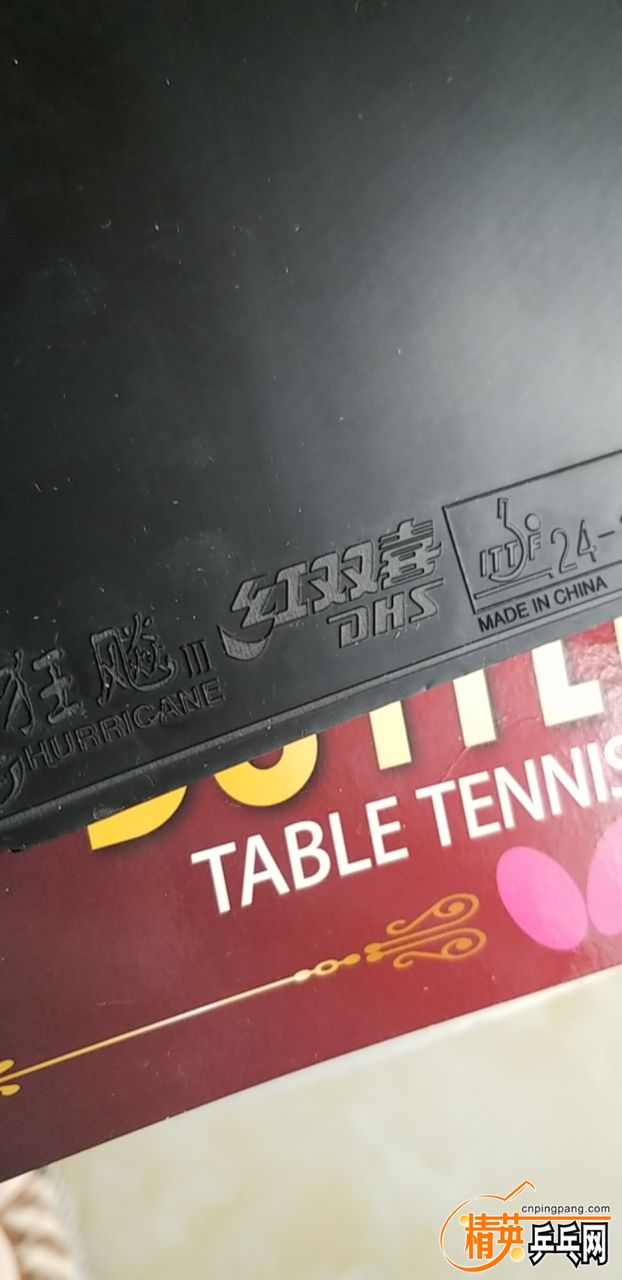 狂飚III
HURRICANE
红双喜
DHS
ITTF 24-
MADE IN CHINA
TABLE TENNIS
cnpingpang.com
精英乒乓网